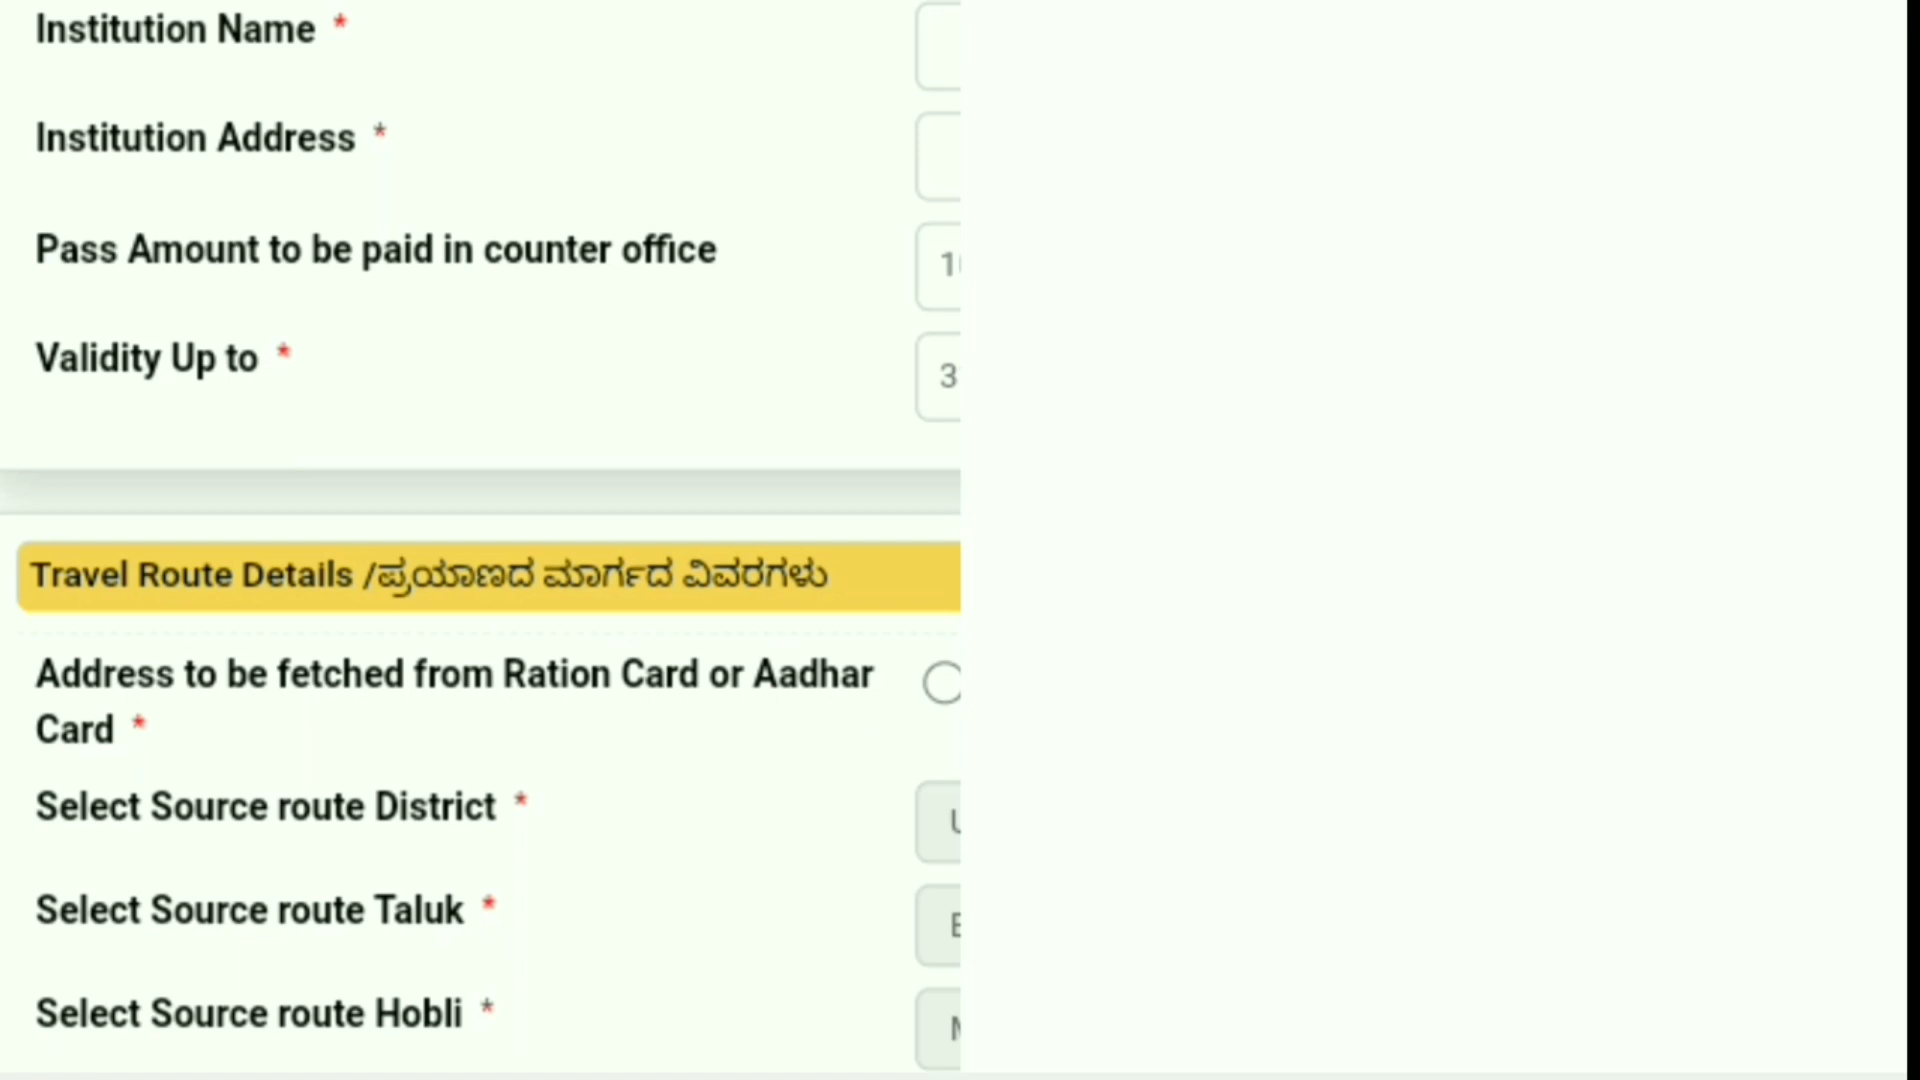 Institution Name *
Institution Address *
Pass Amount to be paid in counter office
Validity Up to *
Travel Route Details /ಪ್ರಯಾಣದ ಮಾರ್ಗದ ವಿವರಗಳು
Address to be fetched from Ration Card or Aadhar
Card *
Select Source route District *
Select Source route Taluk *
Select Source route Hobli *